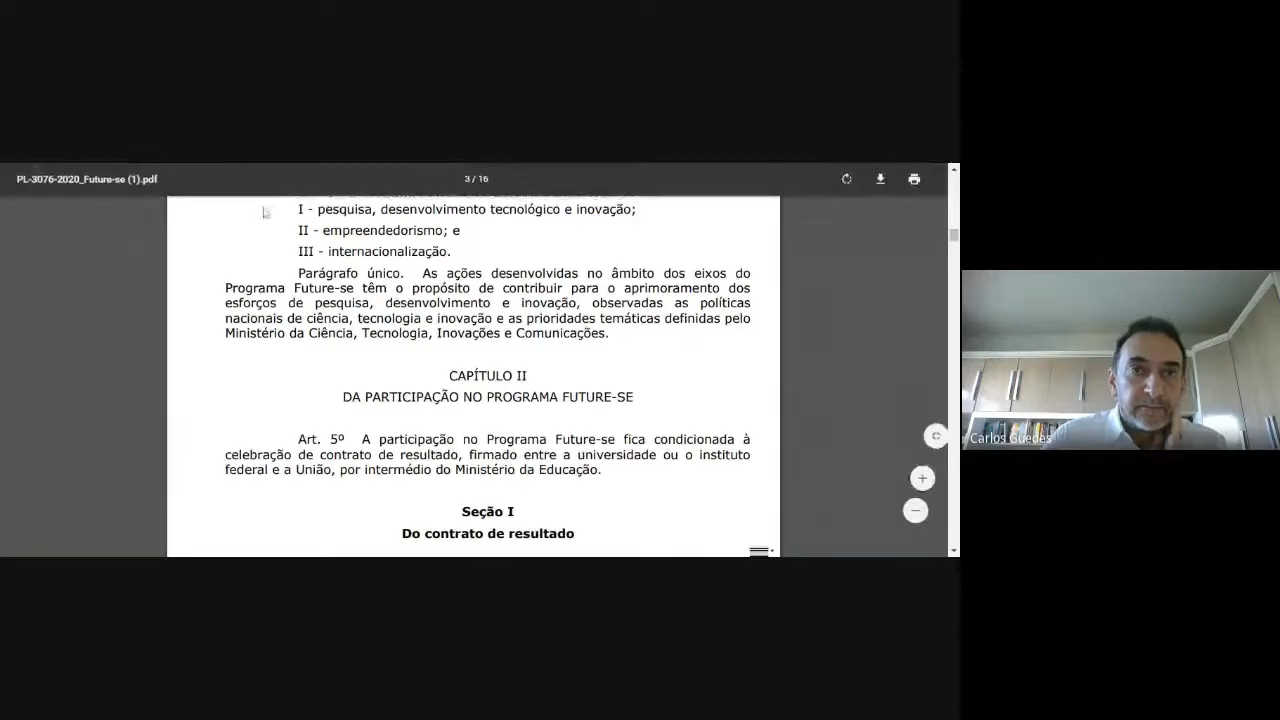 PL-3076-2020_Future-se (1).pdf
3 / 16
I - pesquisa, desenvolvimento tecnológico e inovação;
II - empreendedorismo; e
III - internacionalização.
Parágrafo único. As ações desenvolvidas no âmbito dos eixos do
Programa Future-se têm o propósito de contribuir para o aprimoramento dos
esforços de pesquisa, desenvolvimento e inovação, observadas as políticas
nacionais de ciência, tecnologia e inovação e as prioridades temáticas definidas pelo
Ministério da Ciência, Tecnologia, Inovações e Comunicações.
CAPÍTULO II
DA PARTICIPAÇÃO NO PROGRAMA FUTURE-SE
Art. 5º A participação no Programa Future-se fica condicionada à
celebração de contrato de resultado, firmado entre a universidade ou o instituto
federal e a União, por intermédio do Ministério da Educação.
Seção I
Do contrato de resultado
Carlos Guedes